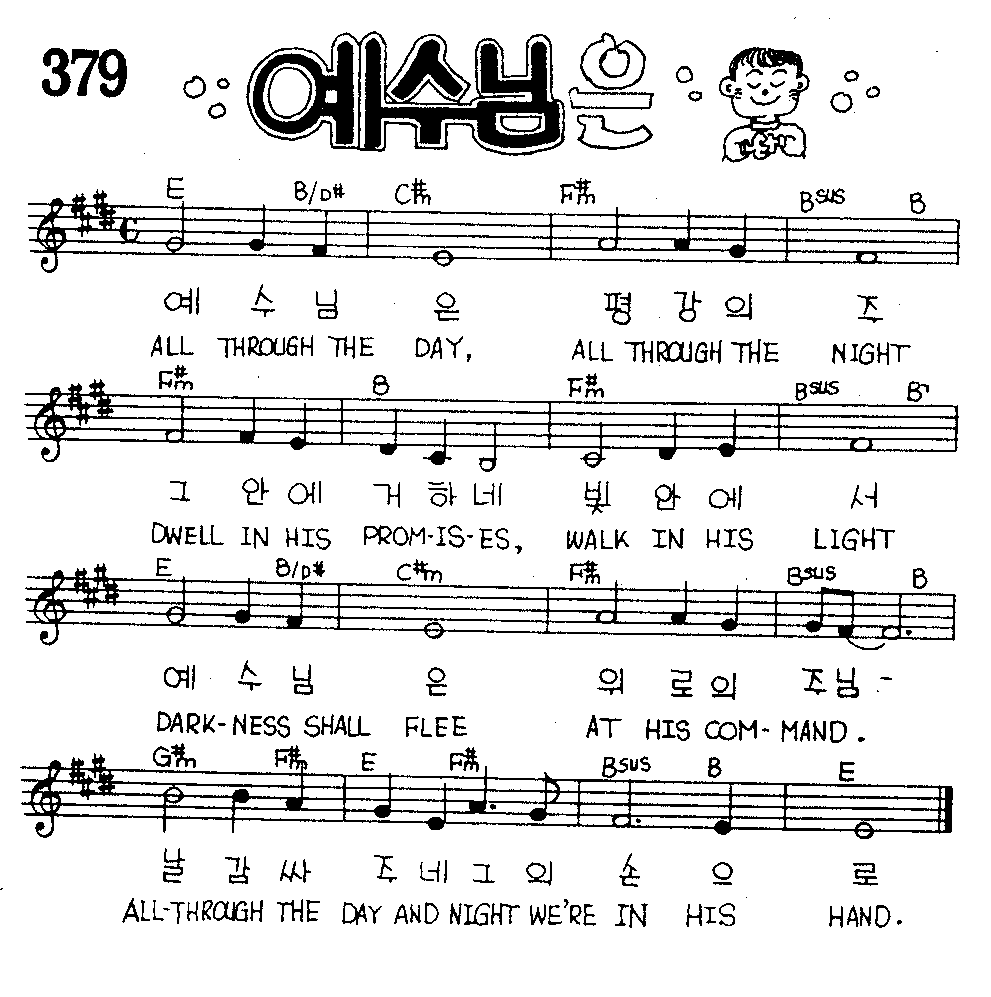 379
예수님은
E B/D# C#m F#m Bsus B
예 수 님 은 평 강 의 주
ALL THROUGH THE DAY, ALL THROUGH THE NIGHT
F#m B F#m Bsus B
그 안 에 거 하 네 빛 안 에 서
DWELL IN HIS PROM-IS-ES, WALK IN HIS LIGHT
E B/D# C#m F#m Bsus B
예 수 님 은 위 로 의 주 님 -
DARK-NESS SHALL FLEE AT HIS COM-MAND.
G#m F#m E F#m Bsus B E
날 감 싸 주 네 그 의 손 으 로
ALL-THROUGH THE DAY AND NIGHT WE'RE IN HIS HAND.